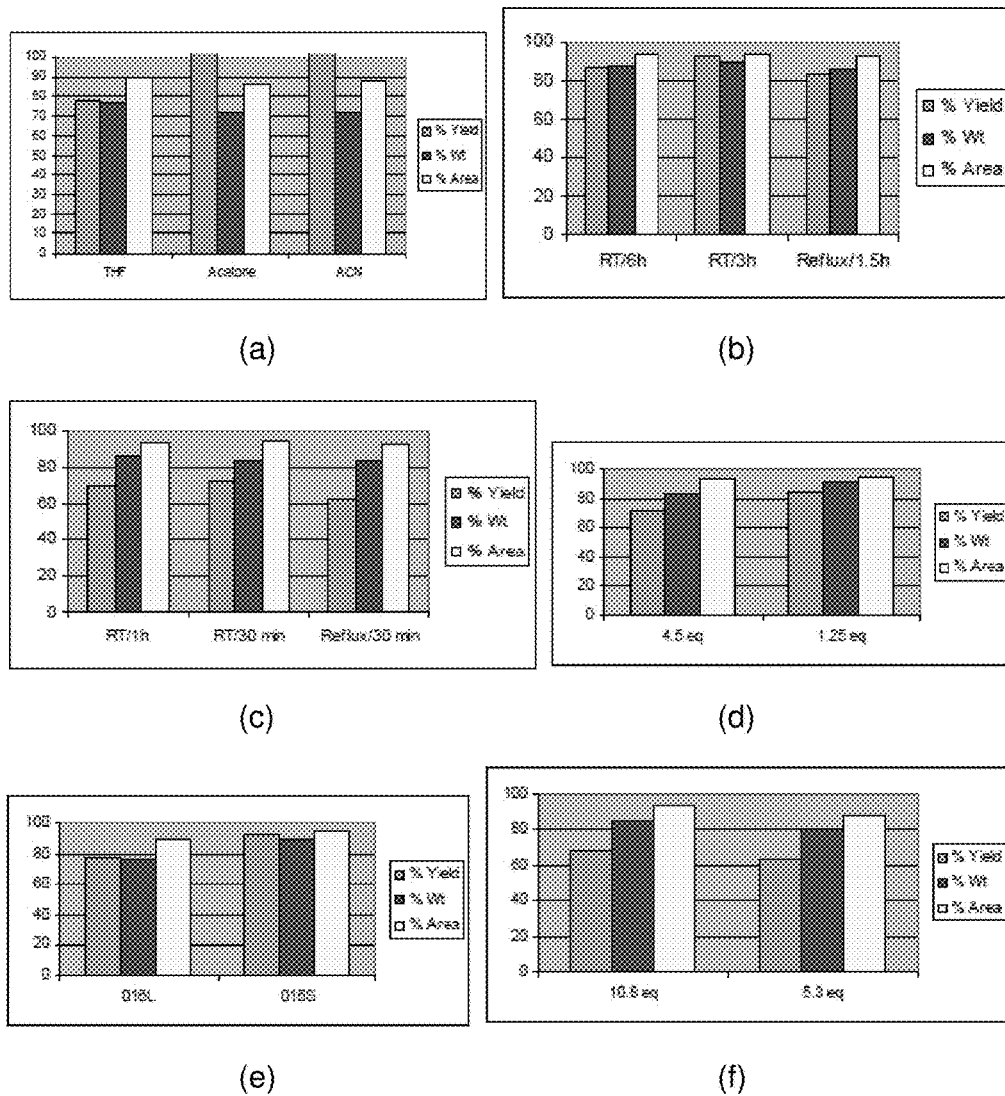 100
90
80
70
60
50
40
30
20
10
0
THF Acetone ACN
% Yield
% Wt
% Area
(a)
100
80
60
40
20
0
RT/6h RT/3h Reflux/1.5h
% Yield
% Wt
% Area
(b)
100
80
60
40
20
0
RT/1h RT/30 min Reflux/30 min
% Yield
% Wt
% Area
(c)
100
80
60
40
20
0
4.5 eq 1.25 eq
% Yield
% Wt
% Area
(d)
100
80
60
40
20
0
% Yield
% Wt
% Area
(e)
100
80
60
40
20
0
5.3 eq
% Yield
% Wt
% Area
(f)